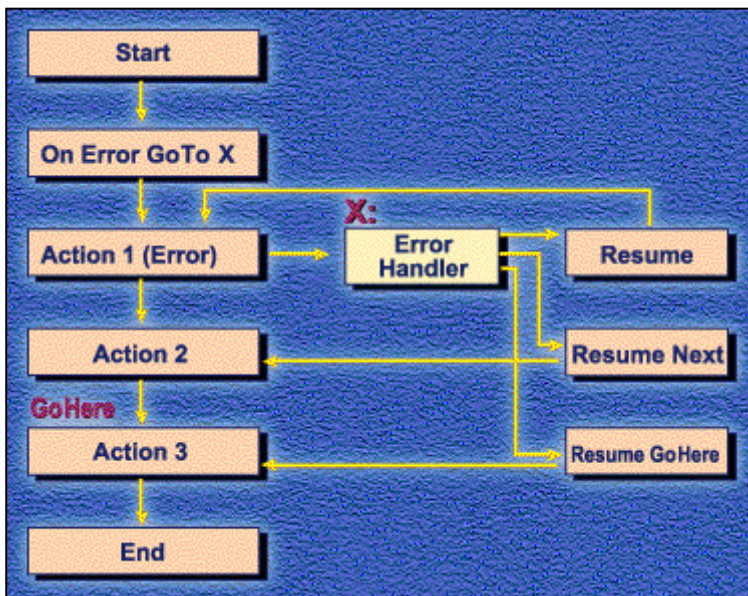 Start
On Error GoTo X
X:
Action 1 (Error)
Error
Handler
Resume
Action 2
Resume Next
GoHere
Action 3
Resume GoHere
End